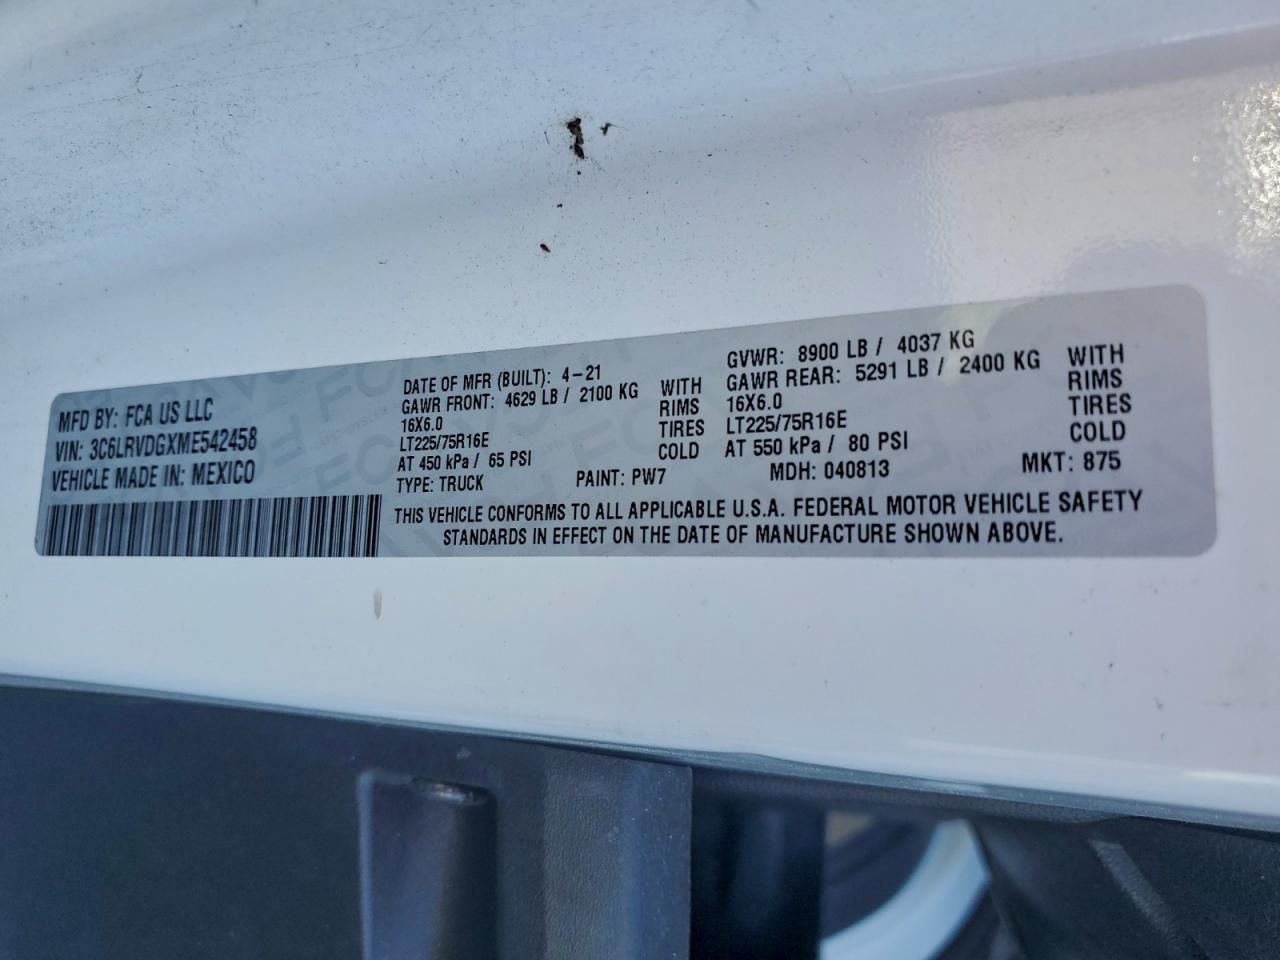 MFD BY: FCA US LLC
VIN: 3C6LRVDGXME542458
VEHICLE MADE IN: MEXICO
DATE OF MFR (BUILT): 4-21
GAWR FRONT: 4629 LB / 2100 KG WITH
16X6.0 RIMS
LT225/75R16E TIRES
AT 450 kPa / 65 PSI COLD
GVWR: 8900 LB / 4037 KG
GAWR REAR: 5291 LB / 2400 KG WITH
16X6.0 RIMS
LT225/75R16E TIRES
AT 550 kPa / 80 PSI COLD
TYPE: TRUCK PAINT: PW7 MDH: 040813 MKT: 875
THIS VEHICLE CONFORMS TO ALL APPLICABLE U.S.A. FEDERAL MOTOR VEHICLE SAFETY
STANDARDS IN EFFECT ON THE DATE OF MANUFACTURE SHOWN ABOVE.